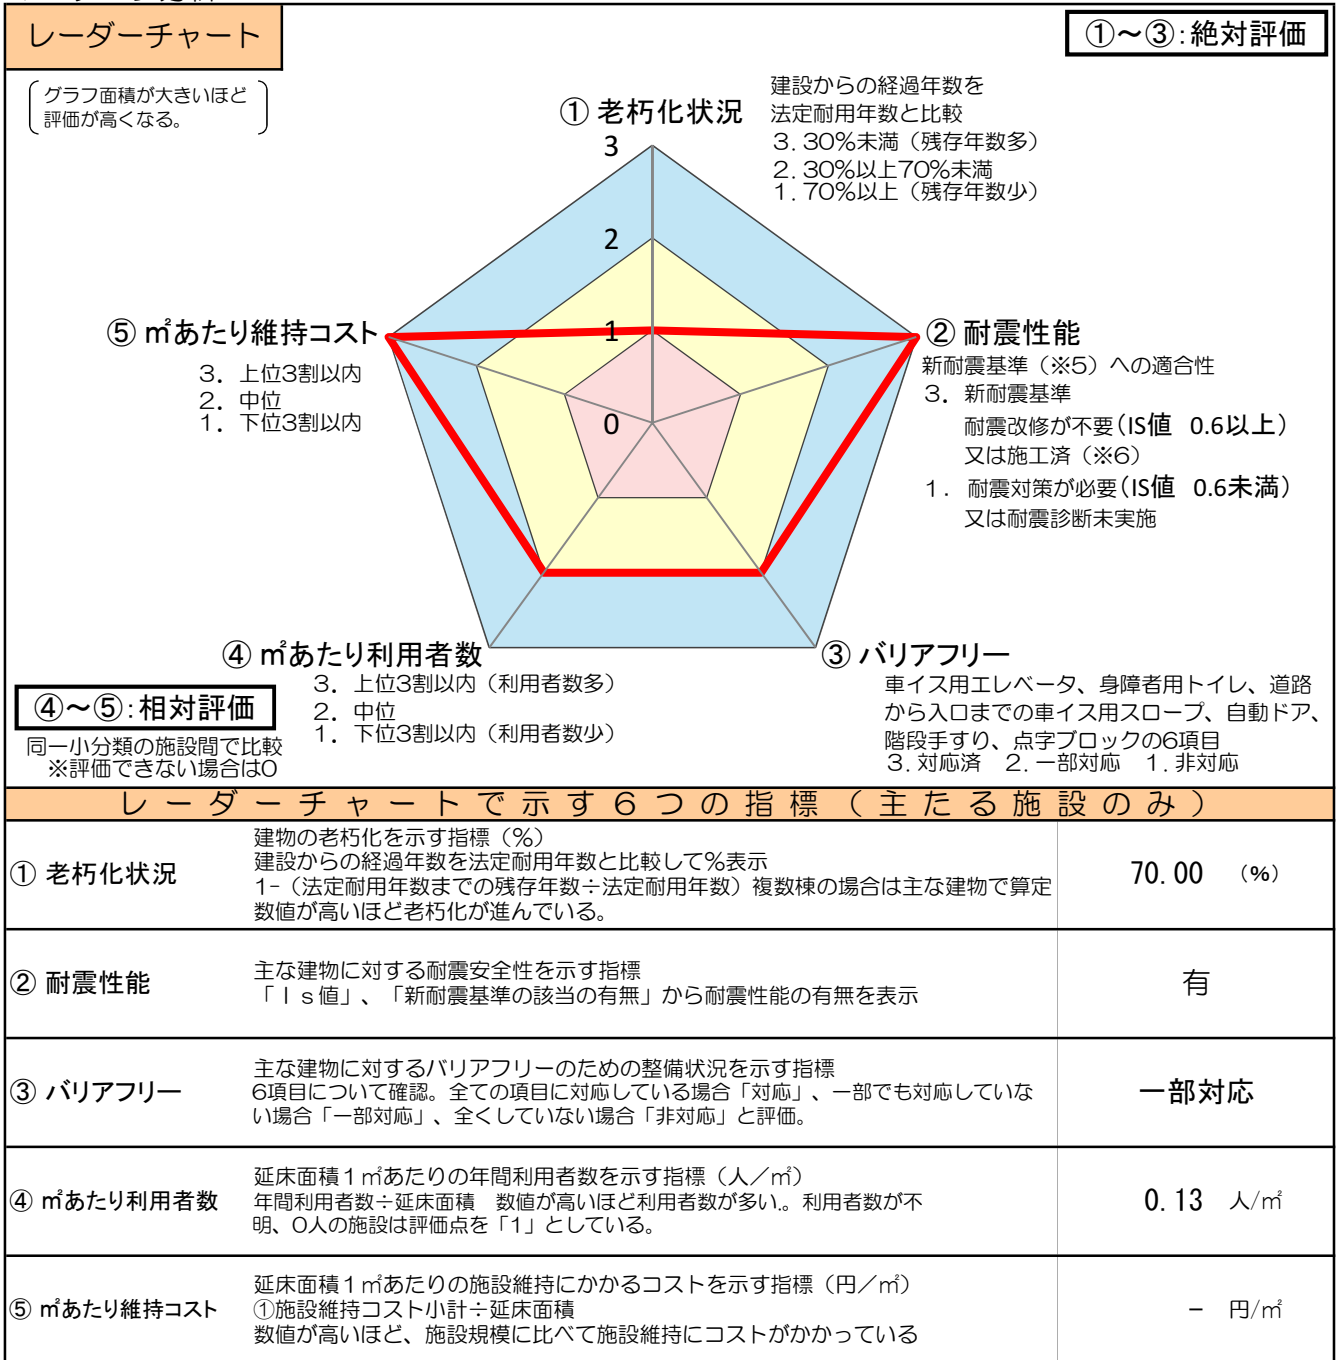 レーダーチャート
①～③:絶対評価
グラフ面積が大きいほど
評価が高くなる。
① 老朽化状況
建設からの経過年数を
法定耐用年数と比較
3. 30%未満（残存年数多）
2. 30%以上70%未満
1. 70%以上（残存年数少）
3
2
1
0
⑤ ㎡あたり維持コスト
3. 上位3割以内
2. 中位
1. 下位3割以内
② 耐震性能
新耐震基準（※5）への適合性
3. 新耐震基準
耐震改修が不要(IS値 0.6以上)
又は施工済（※6）
1. 耐震対策が必要(IS値 0.6未満)
又は耐震診断未実施
④ ㎡あたり利用者数
3. 上位3割以内（利用者数多）
2. 中位
1. 下位3割以内（利用者数少）
③ バリアフリー
車イス用エレベータ、身障者用トイレ、道路
から入口までの車イス用スロープ、自動ドア、
階段手すり、点字ブロックの6項目
3. 対応済 2. 一部対応 1. 非対応
④～⑤:相対評価
同一小分類の施設間で比較
※評価できない場合は0
レーダーチャートで示す６つの指標（主たる施設のみ）
① 老朽化状況
建物の老朽化を示す指標（%）
建設からの経過年数を法定耐用年数と比較して%表示
1-（法定耐用年数までの残存年数÷法定耐用年数）複数棟の場合は主な建物で算定
数値が高いほど老朽化が進んでいる。
70.00 （%）
② 耐震性能
主な建物に対する耐震安全性を示す指標
「Ｉｓ値」、「新耐震基準の該当の有無」から耐震性能の有無を表示
有
③ バリアフリー
主な建物に対するバリアフリーのための整備状況を示す指標
6項目について確認。全ての項目に対応している場合「対応」、一部でも対応していな
い場合「一部対応」、全くしていない場合「非対応」と評価。
一部対応
④ ㎡あたり利用者数
延床面積１㎡あたりの年間利用者数を示す指標（人／㎡）
年間利用者数÷延床面積 数値が高いほど利用者数が多い。利用者数が不
明、0人の施設は評価点を「1」としている。
0.13 人/㎡
⑤ ㎡あたり維持コスト
延床面積１㎡あたりの施設維持にかかるコストを示す指標（円／㎡）
①施設維持コスト小計÷延床面積
数値が高いほど、施設規模に比べて施設維持にコストがかかっている
－ 円/㎡